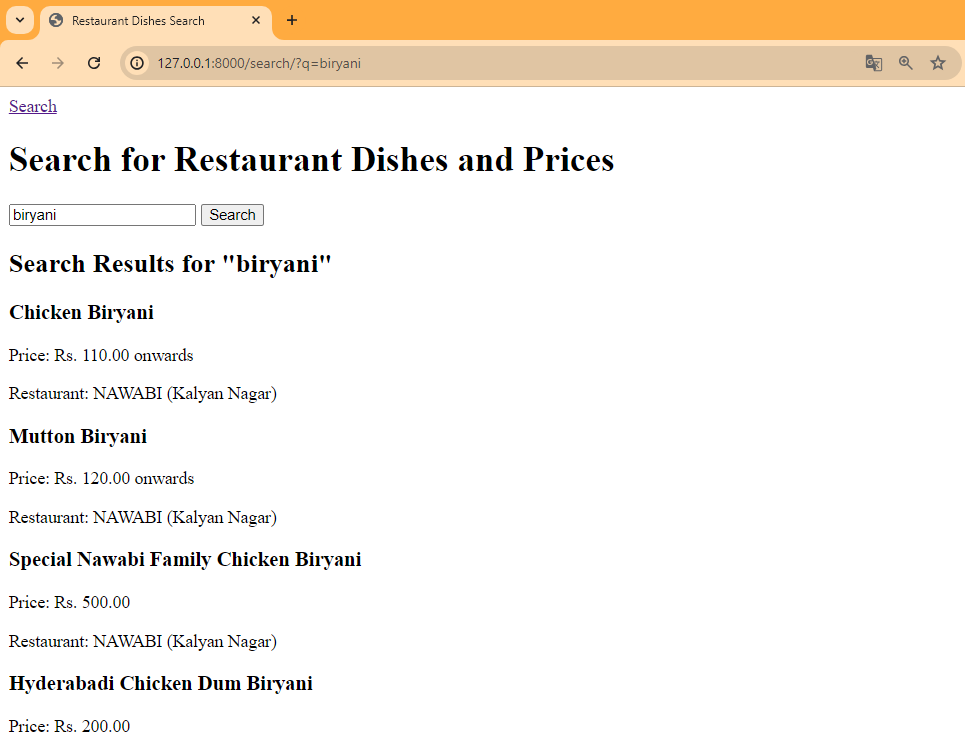 Restaurant Dishes Search
127.0.0.1:8000/search/?q=biryani
Search
Search for Restaurant Dishes and Prices
biryani Search
Search Results for "biryani"
Chicken Biryani
Price: Rs. 110.00 onwards
Restaurant: NAWABI (Kalyan Nagar)
Mutton Biryani
Price: Rs. 120.00 onwards
Restaurant: NAWABI (Kalyan Nagar)
Special Nawabi Family Chicken Biryani
Price: Rs. 500.00
Restaurant: NAWABI (Kalyan Nagar)
Hyderabadi Chicken Dum Biryani
Price: Rs. 200.00